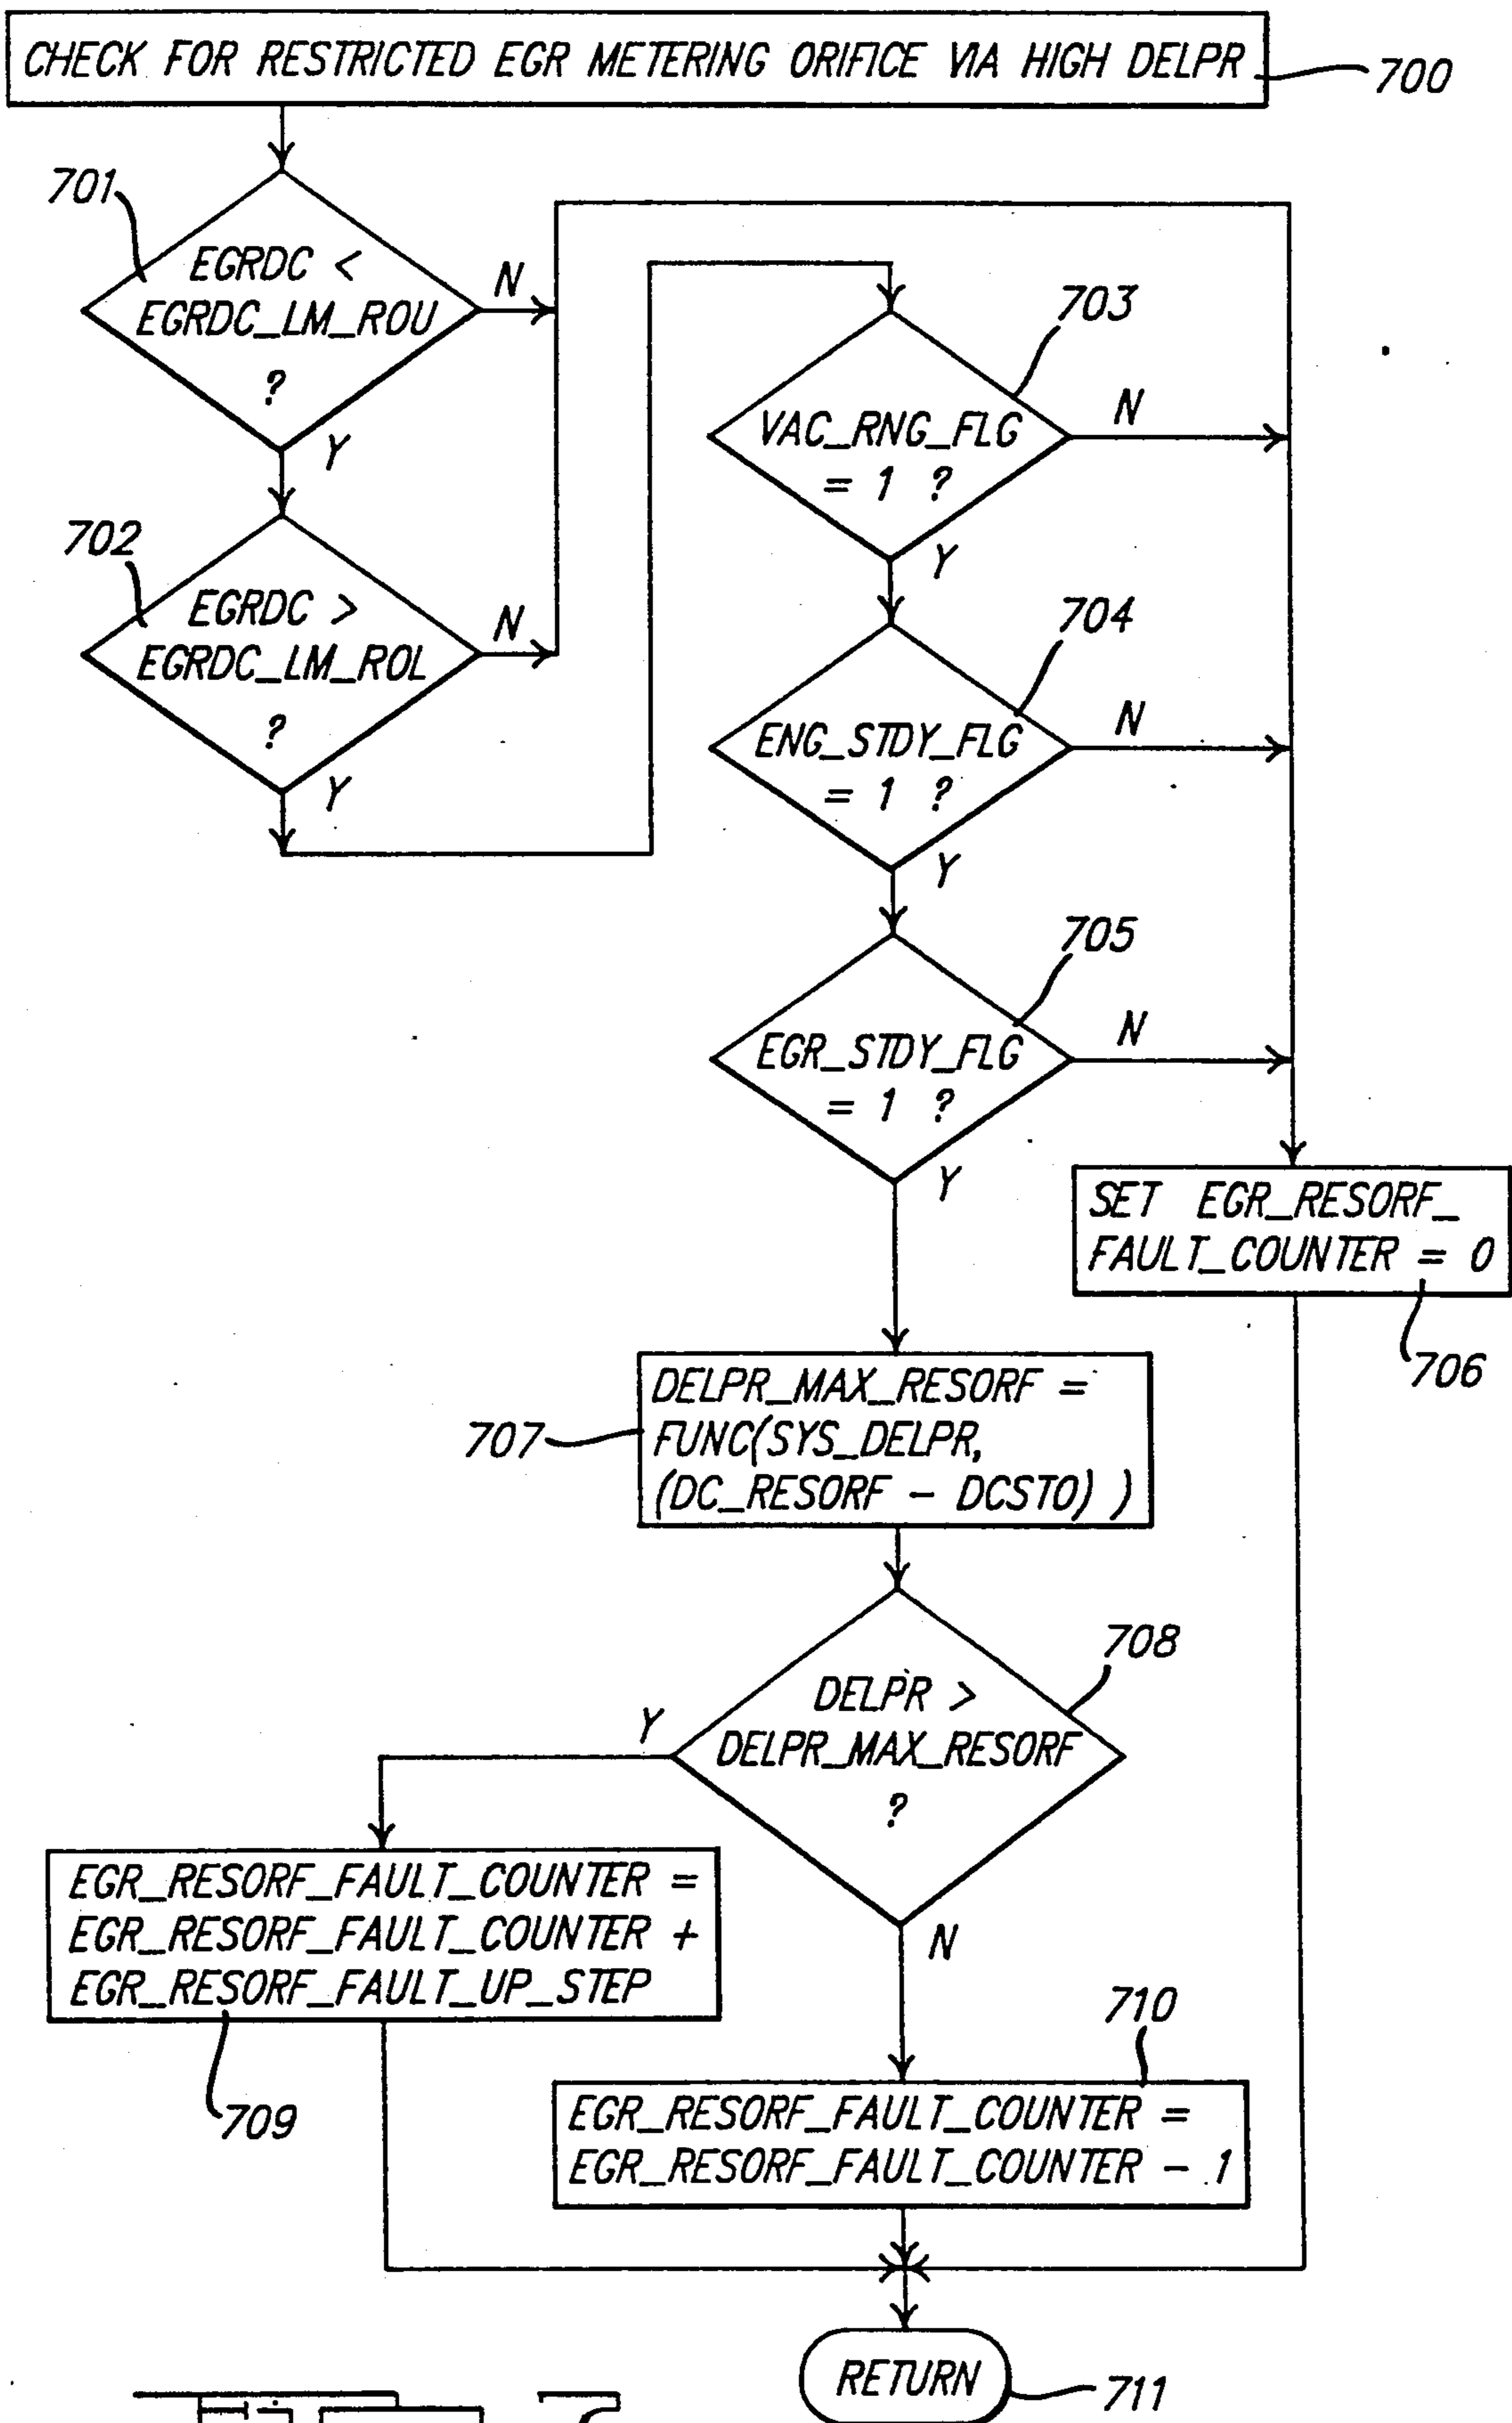 CHECK FOR RESTRICTED EGR METERING ORIFICE VIA HIGH DELPR
700
701
EGRDC <
EGRDC_LM_ROU
?
N
Y
702
EGRDC >
EGRDC_LM_ROL
?
N
Y
703
VAC_RNG_FLG
= 1 ?
N
Y
704
ENG_STDY_FLG
= 1 ?
N
Y
705
EGR_STDY_FLG
= 1 ?
N
Y
SET EGR_RESORF_
FAULT_COUNTER = 0
706
707
DELPR_MAX_RESORF =
FUNC(SYS_DELPR,
(DC_RESORF - DCSTO) )
708
DELPR >
DELPR_MAX_RESORF
?
Y
N
EGR_RESORF_FAULT_COUNTER =
EGR_RESORF_FAULT_COUNTER +
EGR_RESORF_FAULT_UP_STEP
709
710
EGR_RESORF_FAULT_COUNTER =
EGR_RESORF_FAULT_COUNTER - 1
RETURN
711